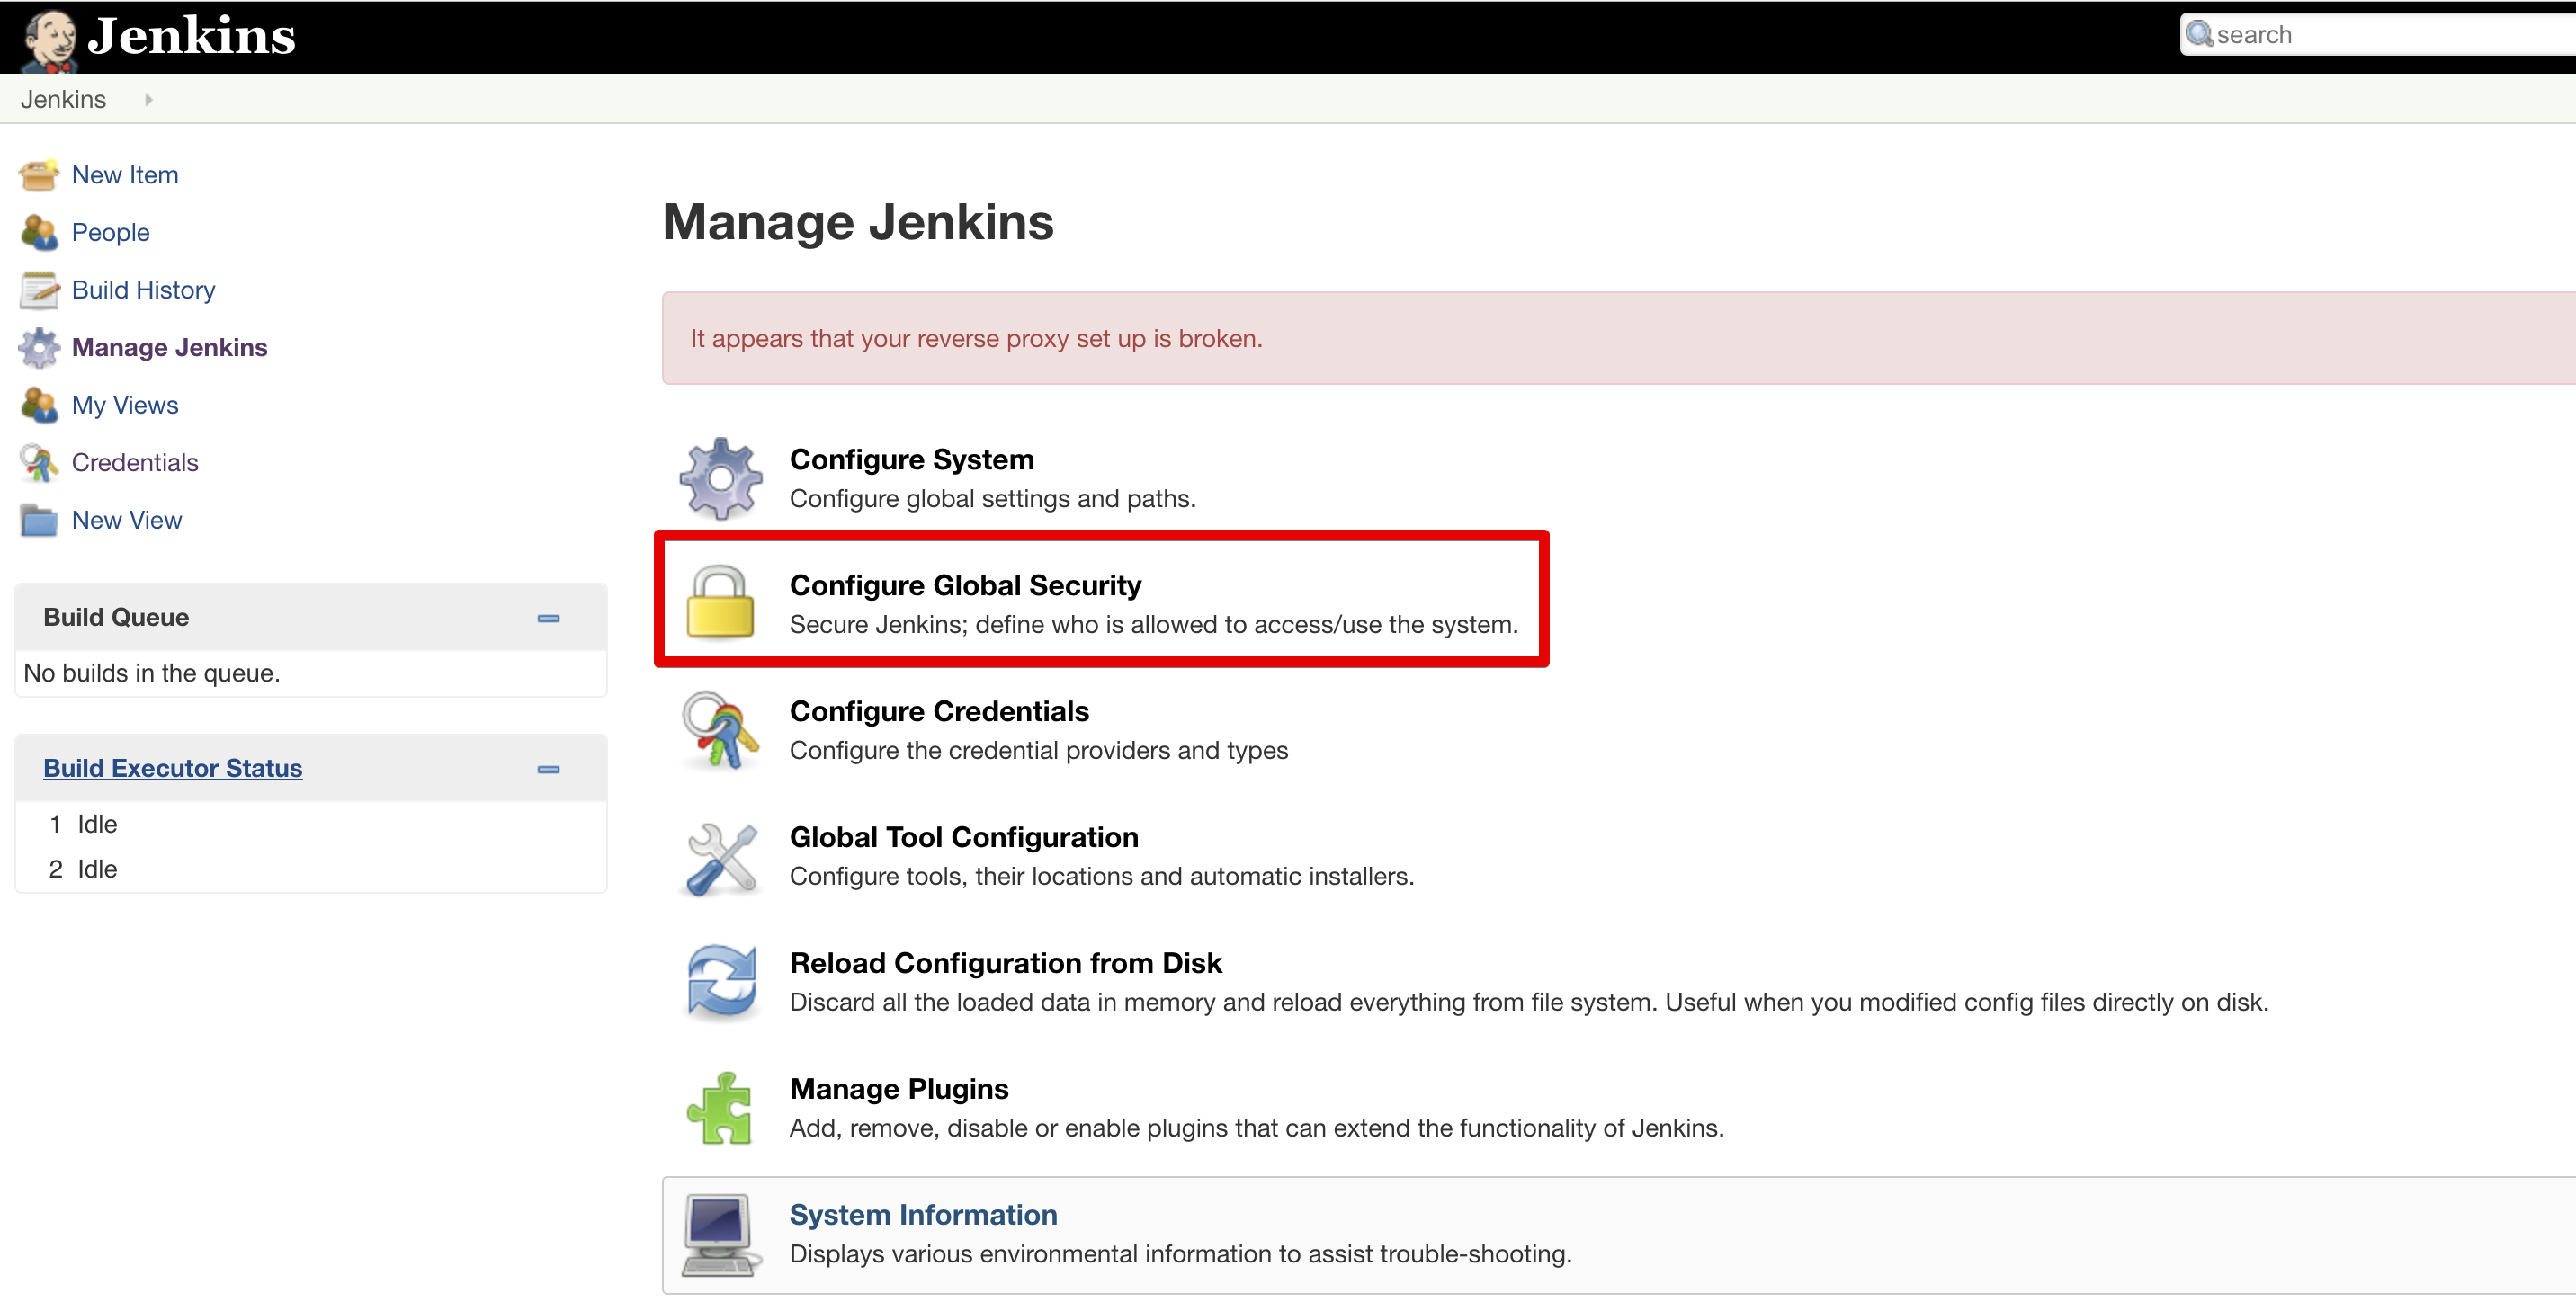 Jenkins
search
Jenkins
New Item
People
Build History
Manage Jenkins
My Views
Credentials
New View
Build Queue
No builds in the queue.
Build Executor Status
1 Idle
2 Idle
Manage Jenkins
It appears that your reverse proxy set up is broken.
Configure System
Configure global settings and paths.
Configure Global Security
Secure Jenkins; define who is allowed to access/use the system.
Configure Credentials
Configure the credential providers and types
Global Tool Configuration
Configure tools, their locations and automatic installers.
Reload Configuration from Disk
Discard all the loaded data in memory and reload everything from file system. Useful when you modified config files directly on disk.
Manage Plugins
Add, remove, disable or enable plugins that can extend the functionality of Jenkins.
System Information
Displays various environmental information to assist trouble-shooting.